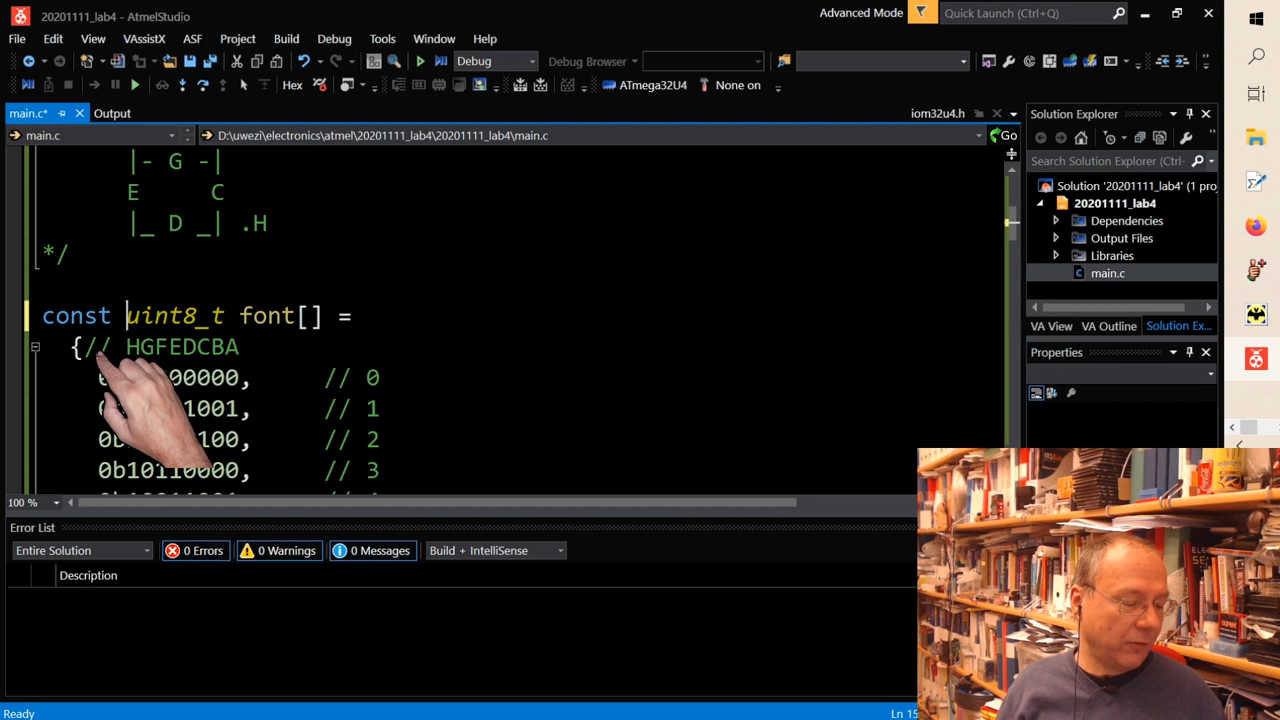 20201111_lab4 - AtmelStudio
Advanced Mode
Quick Launch (Ctrl+Q)
File Edit View VAssistX ASF Project Build Debug Tools Window Help
Debug
Debug Browser
Hex
ATmega32U4
None on
main.c*
Output
iom32u4.h
main.c
D:\uwezi\electronics\atmel\20201111_lab4\20201111_lab4\main.c
Go
|- G -|
E C
|_ D _| .H
*/
const uint8_t font[] =
{// HGFEDCBA
00000, // 0
1001, // 1
100, // 2
0b10110000, // 3
100 %
Solution Explorer
Search Solution Explorer (Ctrl-
Solution '20201111_lab4' (1 proj
20201111_lab4
Dependencies
Output Files
Libraries
main.c
VA View VA Outline Solution Ex...
Properties
Error List
Entire Solution
0 Errors
0 Warnings
0 Messages
Build + IntelliSense
Description
Ready
Ln 15